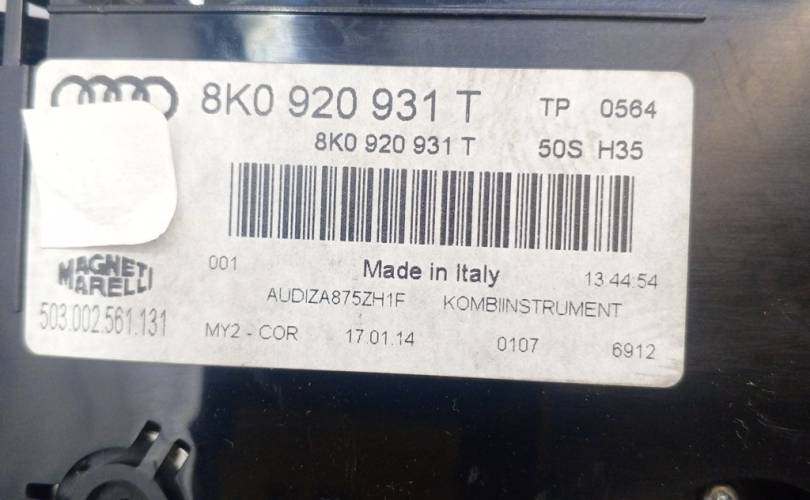 8K0 920 931 T TP 0564
8K0 920 931 T 50S H35
001 Made in Italy 13:44:54
MAGNETI
MARELLI
AUDIZA875ZH1F KOMBIINSTRUMENT
503.002.561.131
MY2 - COR 17.01.14 0107 6912